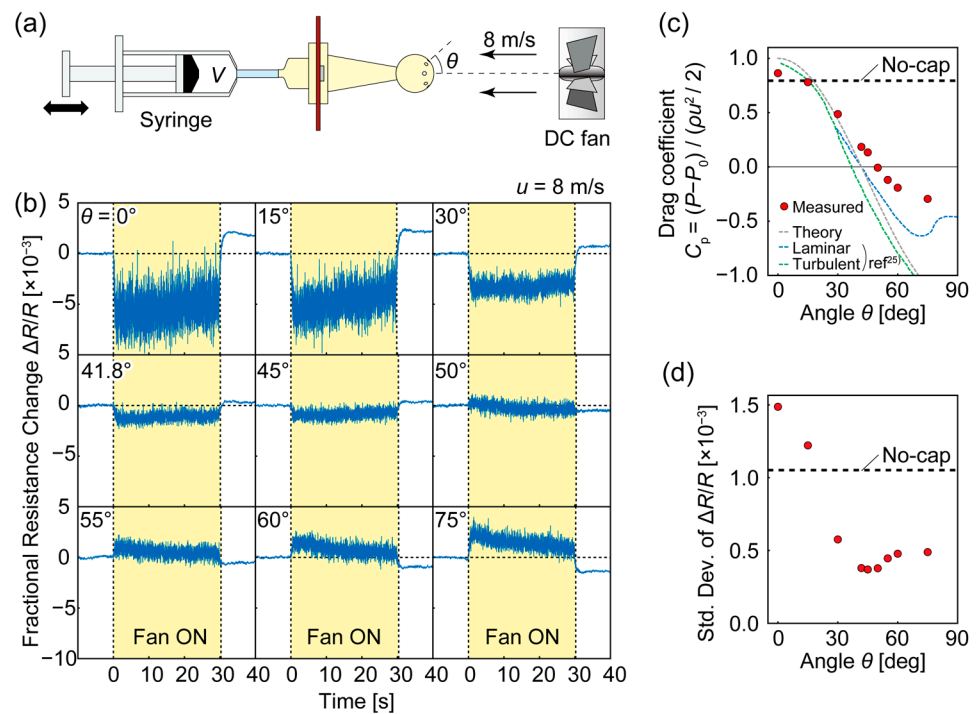 (a)
V
Syringe
θ
8 m/s
DC fan
(b)
u = 8 m/s
Fractional Resistance Change ΔR/R [×10⁻³]
5
0
−5
5
0
−5
5
0
−5
−10
θ = 0°
15°
30°
41.8°
45°
50°
55°
60°
75°
Fan ON
Fan ON
Fan ON
0 10 20 30 40
0 10 20 30 40
0 10 20 30 40
Time [s]
(c)
Drag coefficient
Cₚ = (P−P₀) / (ρu² / 2)
1.0
0.5
0.0
−0.5
−1.0
No-cap
Measured
Theory
Laminar
Turbulent
)ref²⁵⁾
0 30 60 90
Angle θ [deg]
(d)
Std. Dev. of ΔR/R [×10⁻³]
1.5
1.0
0.5
0.0
No-cap
0 30 60 90
Angle θ [deg]